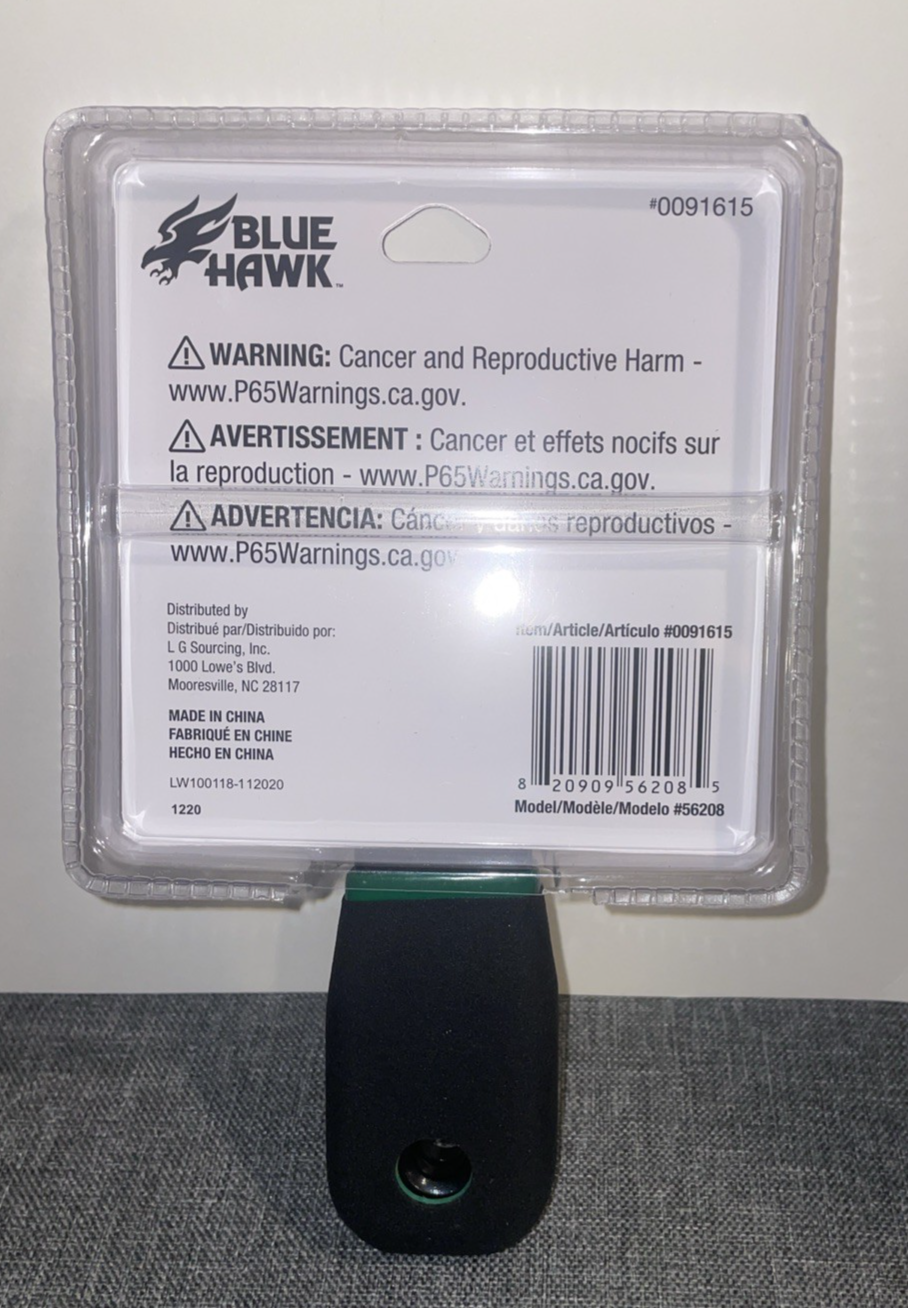 BLUE
HAWK™
#0091615
⚠ WARNING: Cancer and Reproductive Harm -
www.P65Warnings.ca.gov.
⚠ AVERTISSEMENT : Cancer et effets nocifs sur
la reproduction - www.P65Warnings.ca.gov.
⚠ ADVERTENCIA: reproductivos -
www.P65Warnings.ca.gov
Distributed by
Distribué par/Distribuido por:
L G Sourcing, Inc.
1000 Lowe's Blvd.
Mooresville, NC 28117
MADE IN CHINA
FABRIQUÉ EN CHINE
HECHO EN CHINA
LW100118-112020
1220
Item/Article/Artículo #0091615
8 20909 56208 5
Model/Modèle/Modelo #56208